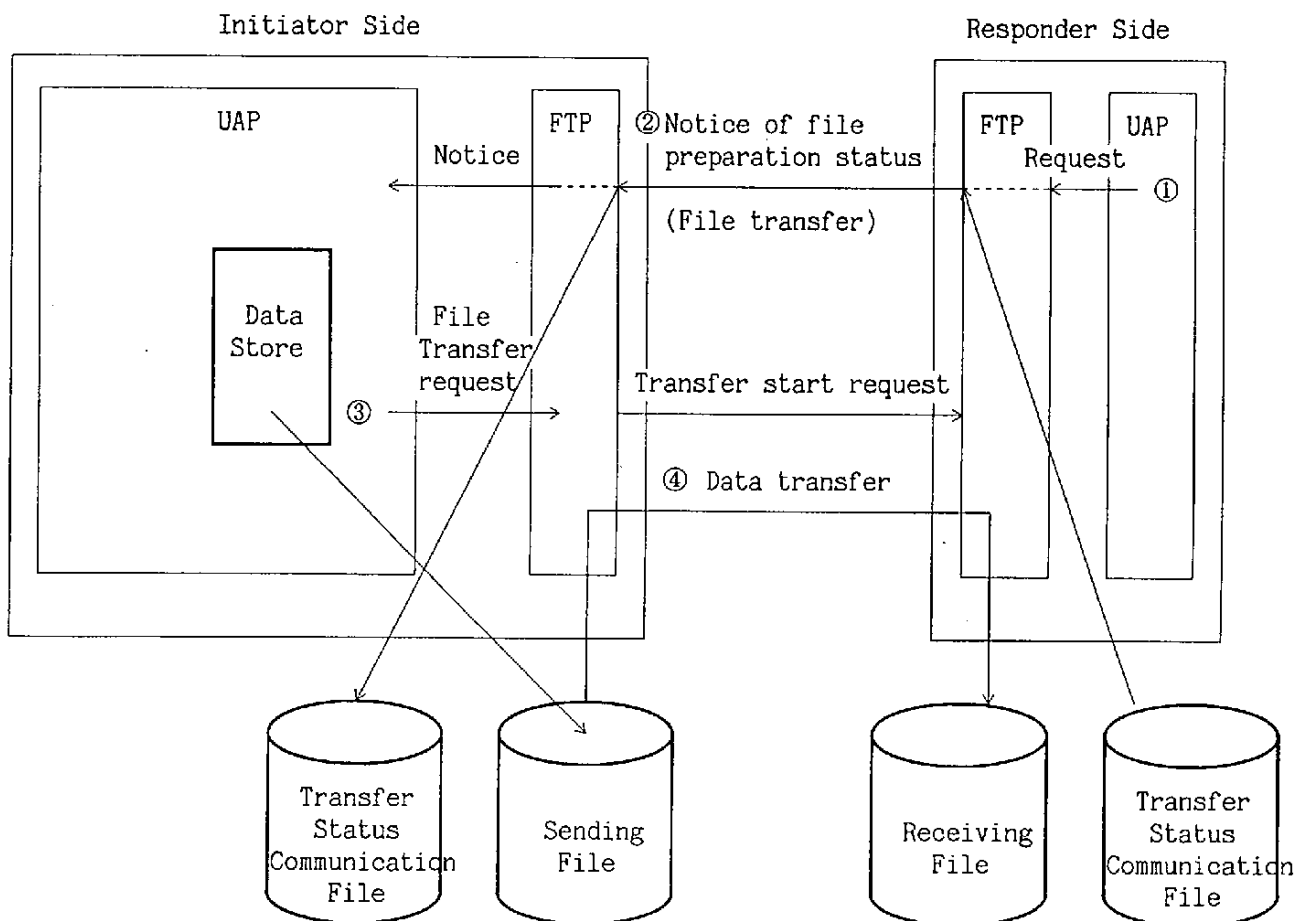 Initiator Side
Responder Side
UAP
FTP
② Notice of file
preparation status
FTP
UAP
Notice
Request
①
(File transfer)
Data
Store
File
Transfer
request
③
Transfer start request
④ Data transfer
Transfer
Status
Communication
File
Sending
File
Receiving
File
Transfer
Status
Communication
File